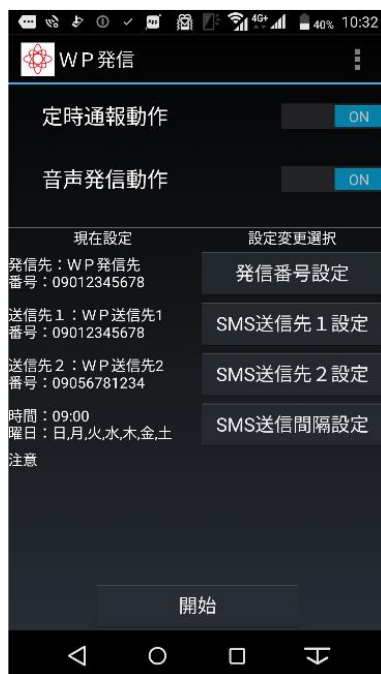 4G+ 40% 10:32
WP発信
定時通報動作 ON
音声発信動作 ON
現在設定 設定変更選択
発信先：WP発信先
番号：09012345678
発信番号設定
送信先１：WP送信先1
番号：09012345678
SMS送信先１設定
送信先２：WP送信先2
番号：09056781234
SMS送信先２設定
時間：09:00
曜日：日,月,火,水,木,金,土
SMS送信間隔設定
注意
開始